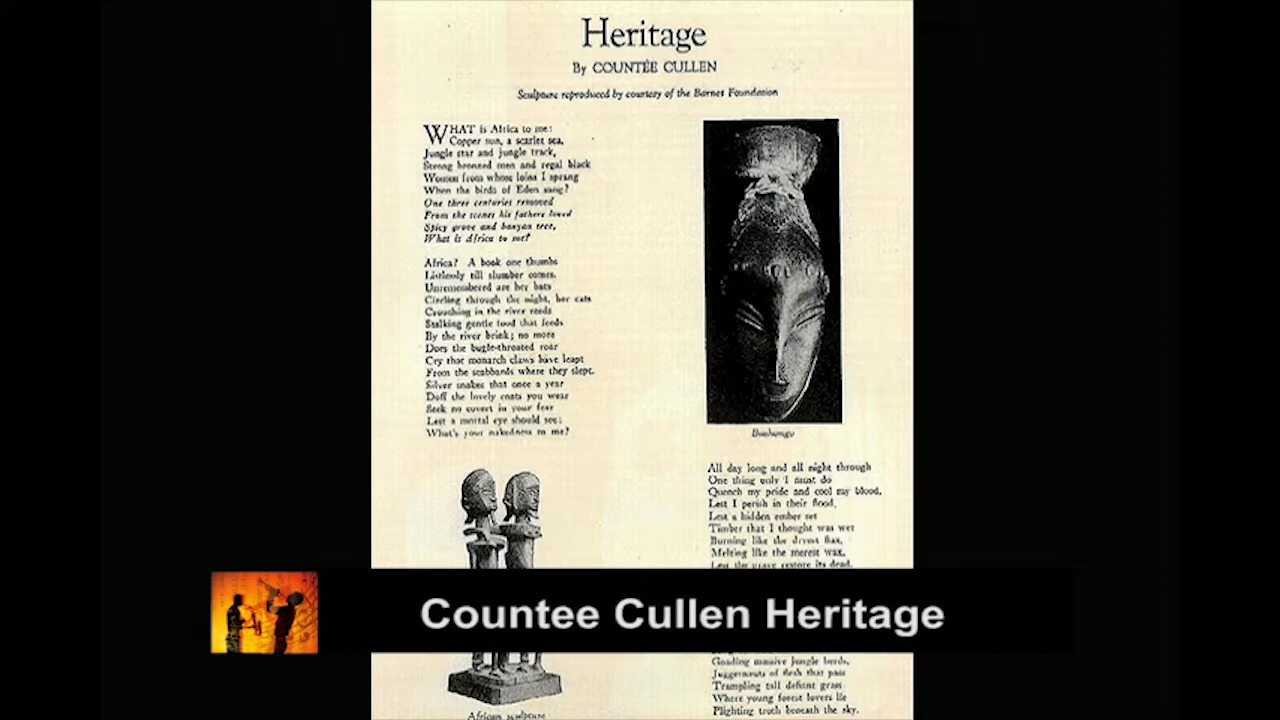 Heritage
By COUNTÉE CULLEN
Sculpture reproduced by courtesy of the Barnes Foundation
WHAT is Africa to me:
Copper sun, a scarlet sea,
Jungle star and jungle track,
Strong bronzed men and regal black
Women from whose loins I sprang
When the birds of Eden sang?
One three centuries removed
From the scenes his fathers loved
Spicy grove and banyan tree,
What is Africa to me?
Africa? A book one thumbs
Listlessly till slumber comes.
Unremembered are her bats
Circling through the night, her cats
Crouching in the river reeds
Stalking gentle food that feeds
By the river brink; no more
Does the bugle-throated roar
Cry that monarch claws have leapt
From the scabbards where they slept.
Silver snakes that once a year
Doff the lovely coats you wear
Seek no covert in your fear
Lest a mortal eye should see:
What's your nakedness to me?
African sculpture
Bushongo
All day long and all night through
One thing only I must do
Quench my pride and cool my blood,
Lest I perish in their flood,
Lest a hidden ember set
Timber that I thought was wet
Burning like the dryest flax,
Melting like the merest wax,
Lest the grave restore its dead.
Countee Cullen Heritage
Goading massive jungle herds,
Juggernauts of flesh that pass
Trampling tall defiant grass
Where young forest lovers lie
Plighting troth beneath the sky.